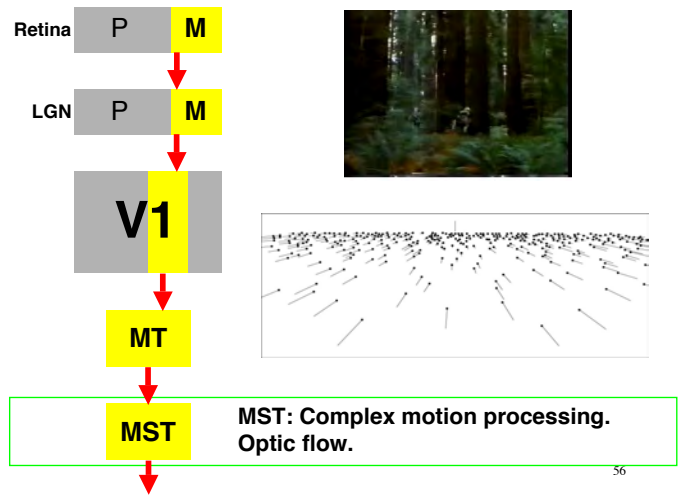 Retina P M
LGN P M
V1
MT
MST
MST: Complex motion processing.
Optic flow.
56